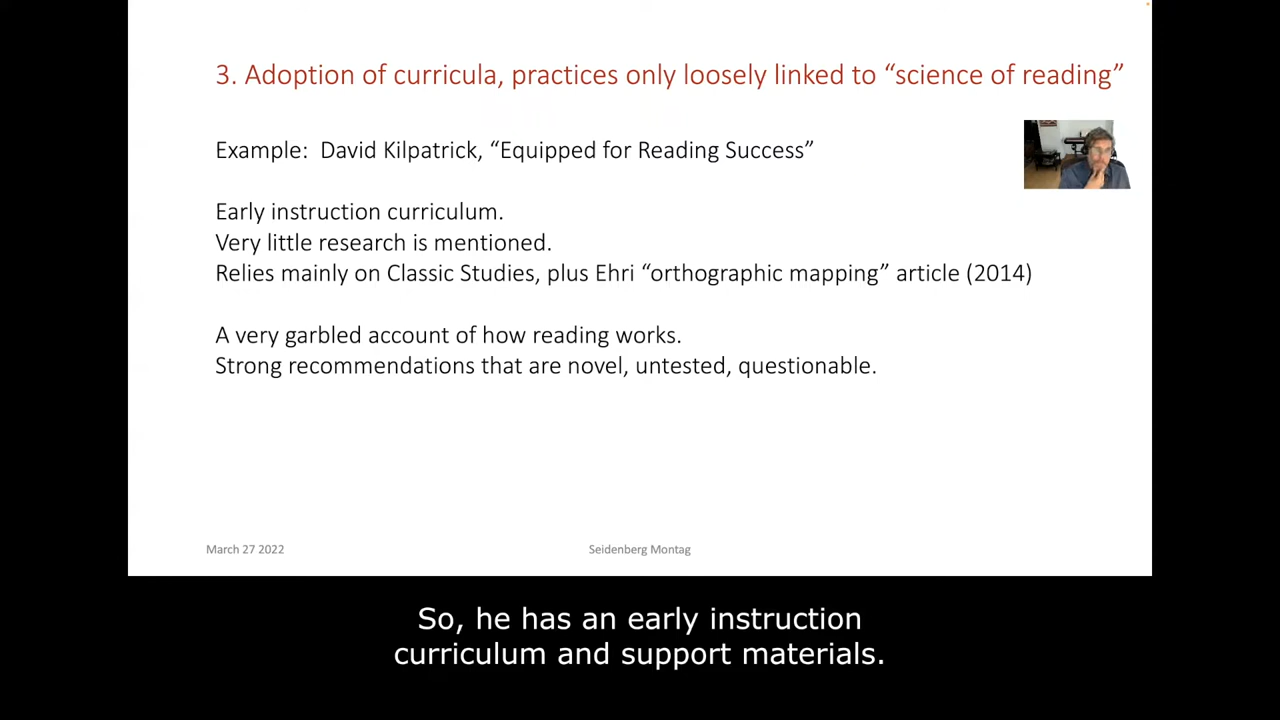 3. Adoption of curricula, practices only loosely linked to “science of reading”
Example: David Kilpatrick, “Equipped for Reading Success”
Early instruction curriculum.
Very little research is mentioned.
Relies mainly on Classic Studies, plus Ehri “orthographic mapping” article (2014)
A very garbled account of how reading works.
Strong recommendations that are novel, untested, questionable.
March 27 2022
Seidenberg Montag
So, he has an early instruction
curriculum and support materials.